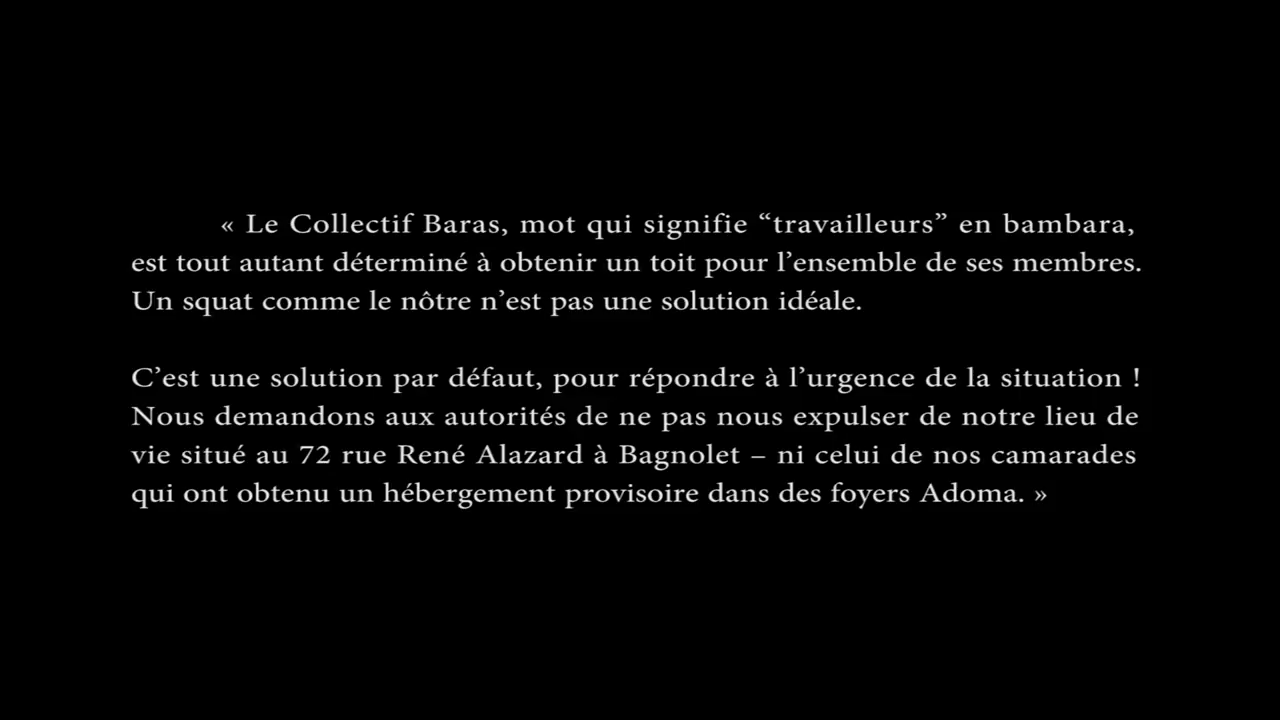 « Le Collectif Baras, mot qui signifie “travailleurs” en bambara,
est tout autant déterminé à obtenir un toit pour l’ensemble de ses membres.
Un squat comme le nôtre n’est pas une solution idéale.
C’est une solution par défaut, pour répondre à l’urgence de la situation !
Nous demandons aux autorités de ne pas nous expulser de notre lieu de
vie situé au 72 rue René Alazard à Bagnolet – ni celui de nos camarades
qui ont obtenu un hébergement provisoire dans des foyers Adoma. »